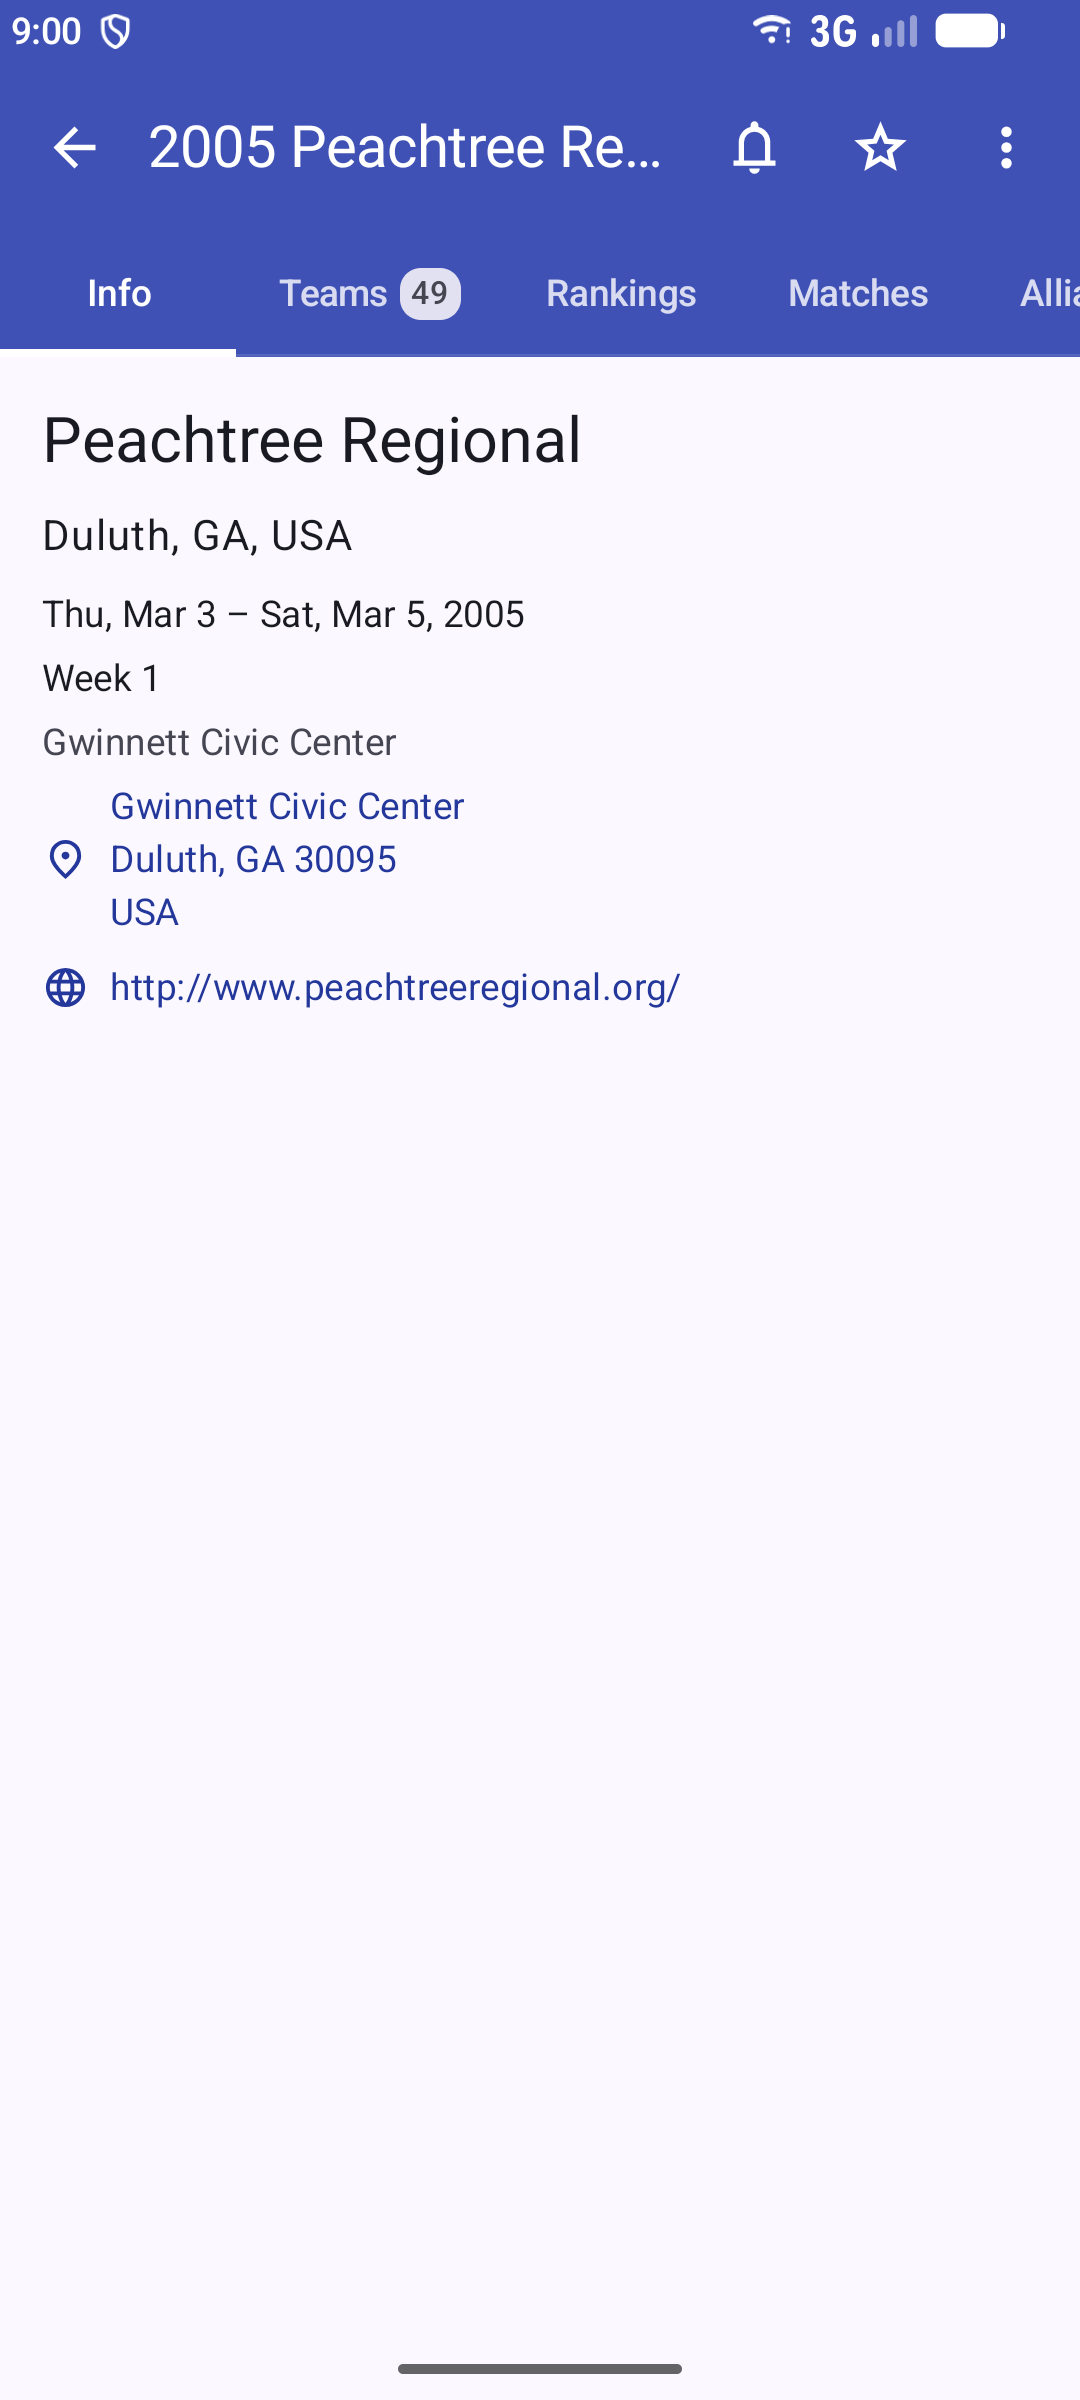 9:00 3G
2005 Peachtree Re...
Info Teams 49 Rankings Matches Allia
Peachtree Regional
Duluth, GA, USA
Thu, Mar 3 – Sat, Mar 5, 2005
Week 1
Gwinnett Civic Center
Gwinnett Civic Center
Duluth, GA 30095
USA
http://www.peachtreeregional.org/